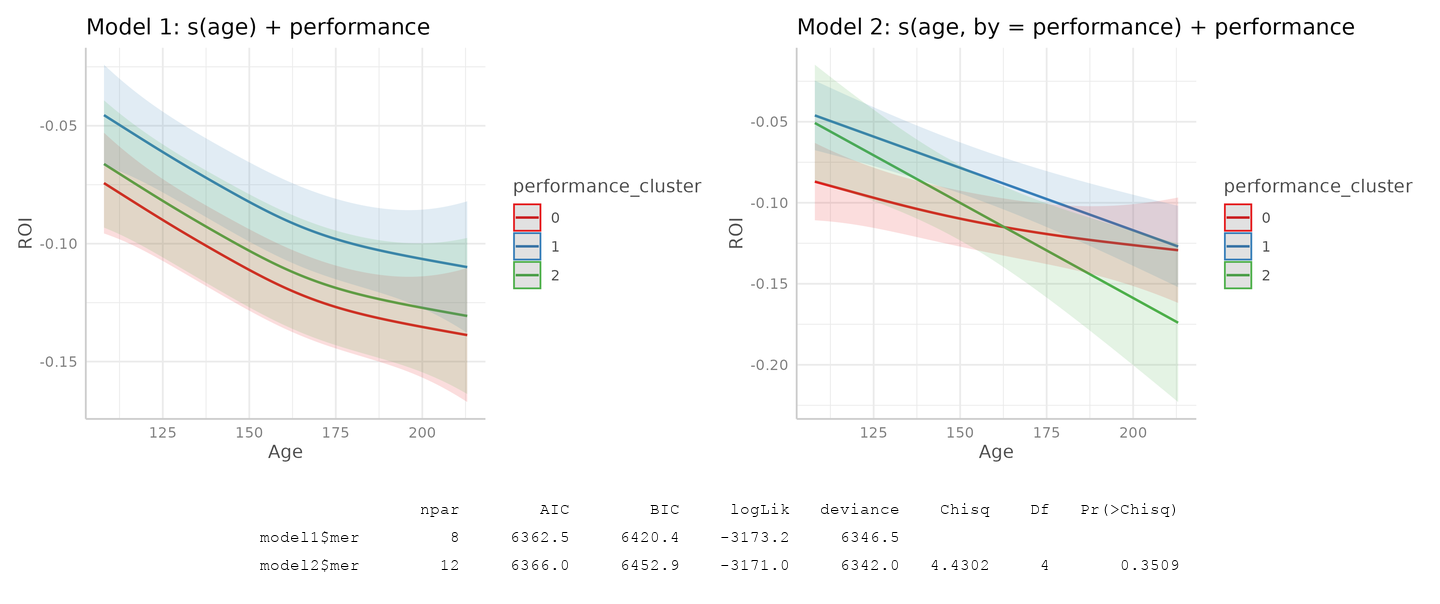 Model 1: s(age) + performance
-0.05
-0.10
-0.15
ROI
125 150 175 200
Age
performance_cluster
0
1
2
Model 2: s(age, by = performance) + performance
-0.05
-0.10
-0.15
-0.20
ROI
125 150 175 200
Age
performance_cluster
0
1
2
npar AIC BIC logLik deviance Chisq Df Pr(>Chisq)
model1$mer 8 6362.5 6420.4 -3173.2 6346.5
model2$mer 12 6366.0 6452.9 -3171.0 6342.0 4.4302 4 0.3509